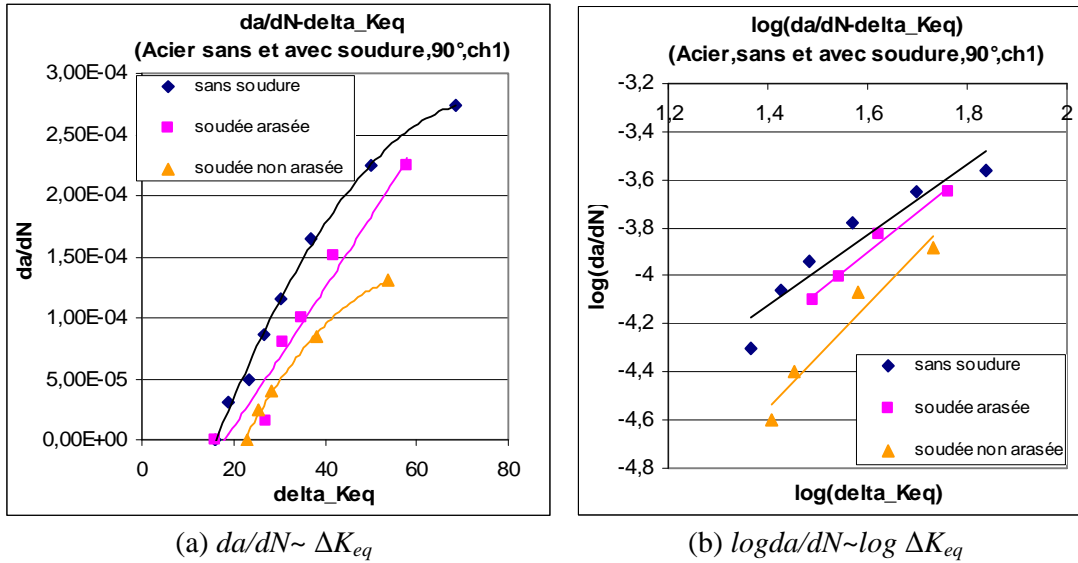 da/dN-delta_Keq
(Acier sans et avec soudure,90°,ch1)
3,00E-04
2,50E-04
2,00E-04
1,50E-04
1,00E-04
5,00E-05
0,00E+00
da/dN
sans soudure
soudée arasée
soudée non arasée
0 20 40 60 80
delta_Keq
(a) da/dN~ ΔKeq
log(da/dN-delta_Keq)
(Acier,sans et avec soudure,90°,ch1)
-3,2
1,2 1,4 1,6 1,8 2
-3,4
-3,6
-3,8
-4
-4,2
-4,4
-4,6
-4,8
log(da/dN)
sans soudure
soudée arasée
soudée non arasée
log(delta_Keq)
(b) logda/dN~log ΔKeq